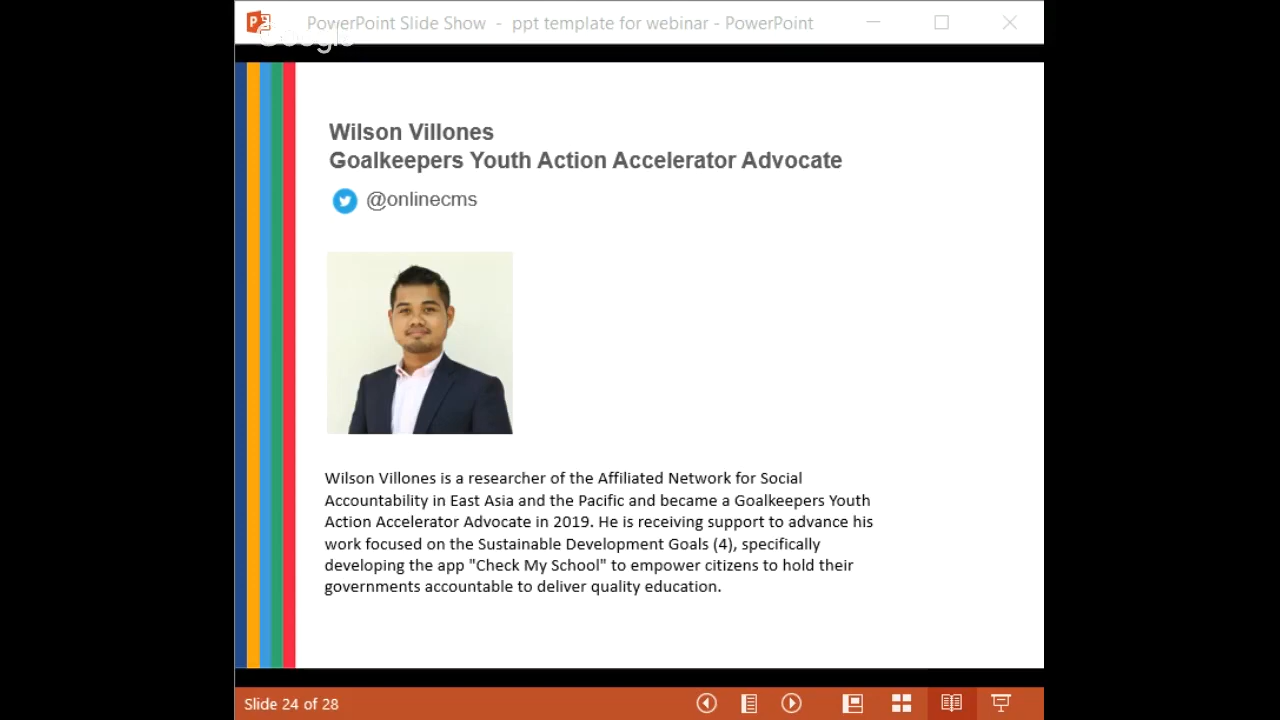 PowerPoint Slide Show - ppt template for webinar - PowerPoint
Google
Wilson Villones
Goalkeepers Youth Action Accelerator Advocate
@onlinecms
Wilson Villones is a researcher of the Affiliated Network for Social
Accountability in East Asia and the Pacific and became a Goalkeepers Youth
Action Accelerator Advocate in 2019. He is receiving support to advance his
work focused on the Sustainable Development Goals (4), specifically
developing the app "Check My School" to empower citizens to hold their
governments accountable to deliver quality education.
Slide 24 of 28